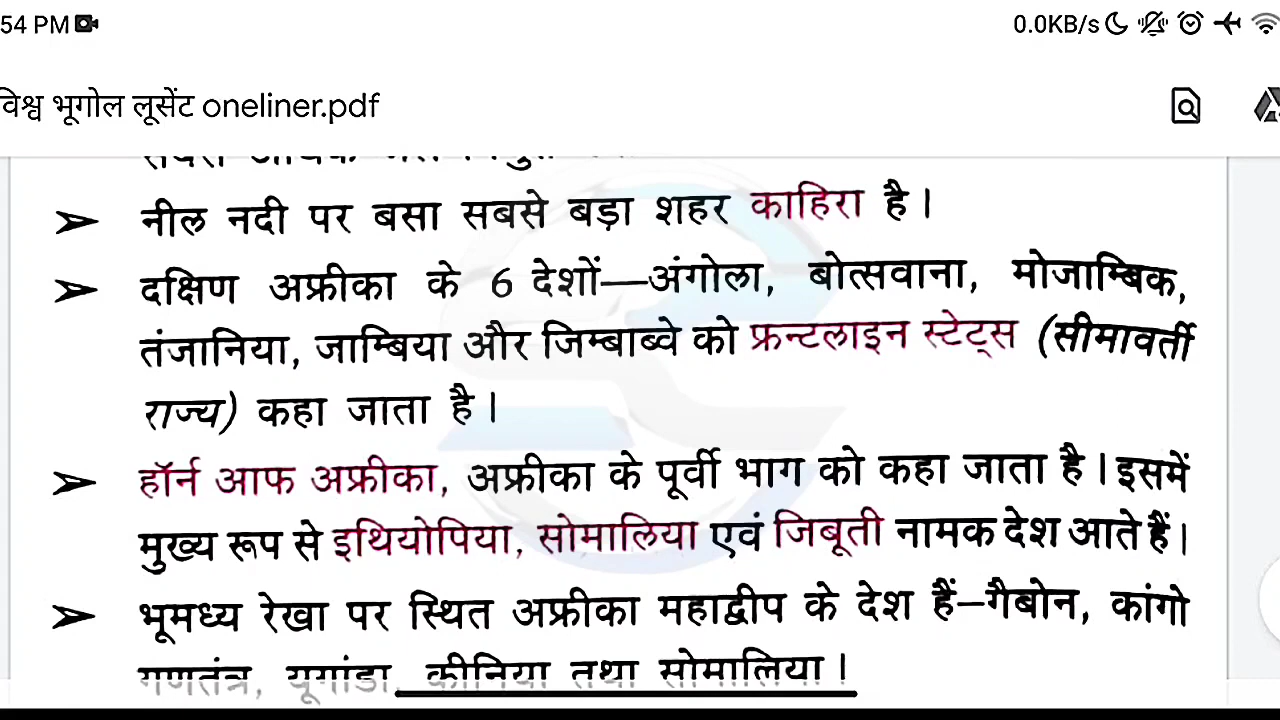 54 PM
0.0KB/s
विश्व भूगोल लूसेंट oneliner.pdf
➢ नील नदी पर बसा सबसे बड़ा शहर काहिरा है।
➢ दक्षिण अफ्रीका के 6 देशों—अंगोला, बोत्सवाना, मोजाम्बिक,
तंजानिया, जाम्बिया और जिम्बाब्वे को फ्रन्टलाइन स्टेट्स (सीमावर्ती
राज्य) कहा जाता है।
➢ हॉर्न आफ अफ्रीका, अफ्रीका के पूर्वी भाग को कहा जाता है। इसमें
मुख्य रूप से इथियोपिया, सोमालिया एवं जिबूती नामक देश आते हैं।
➢ भूमध्य रेखा पर स्थित अफ्रीका महाद्वीप के देश हैं–गैबोन, कांगो
गणतंत्र, यूगांडा, कीनिया तथा सोमालिया।